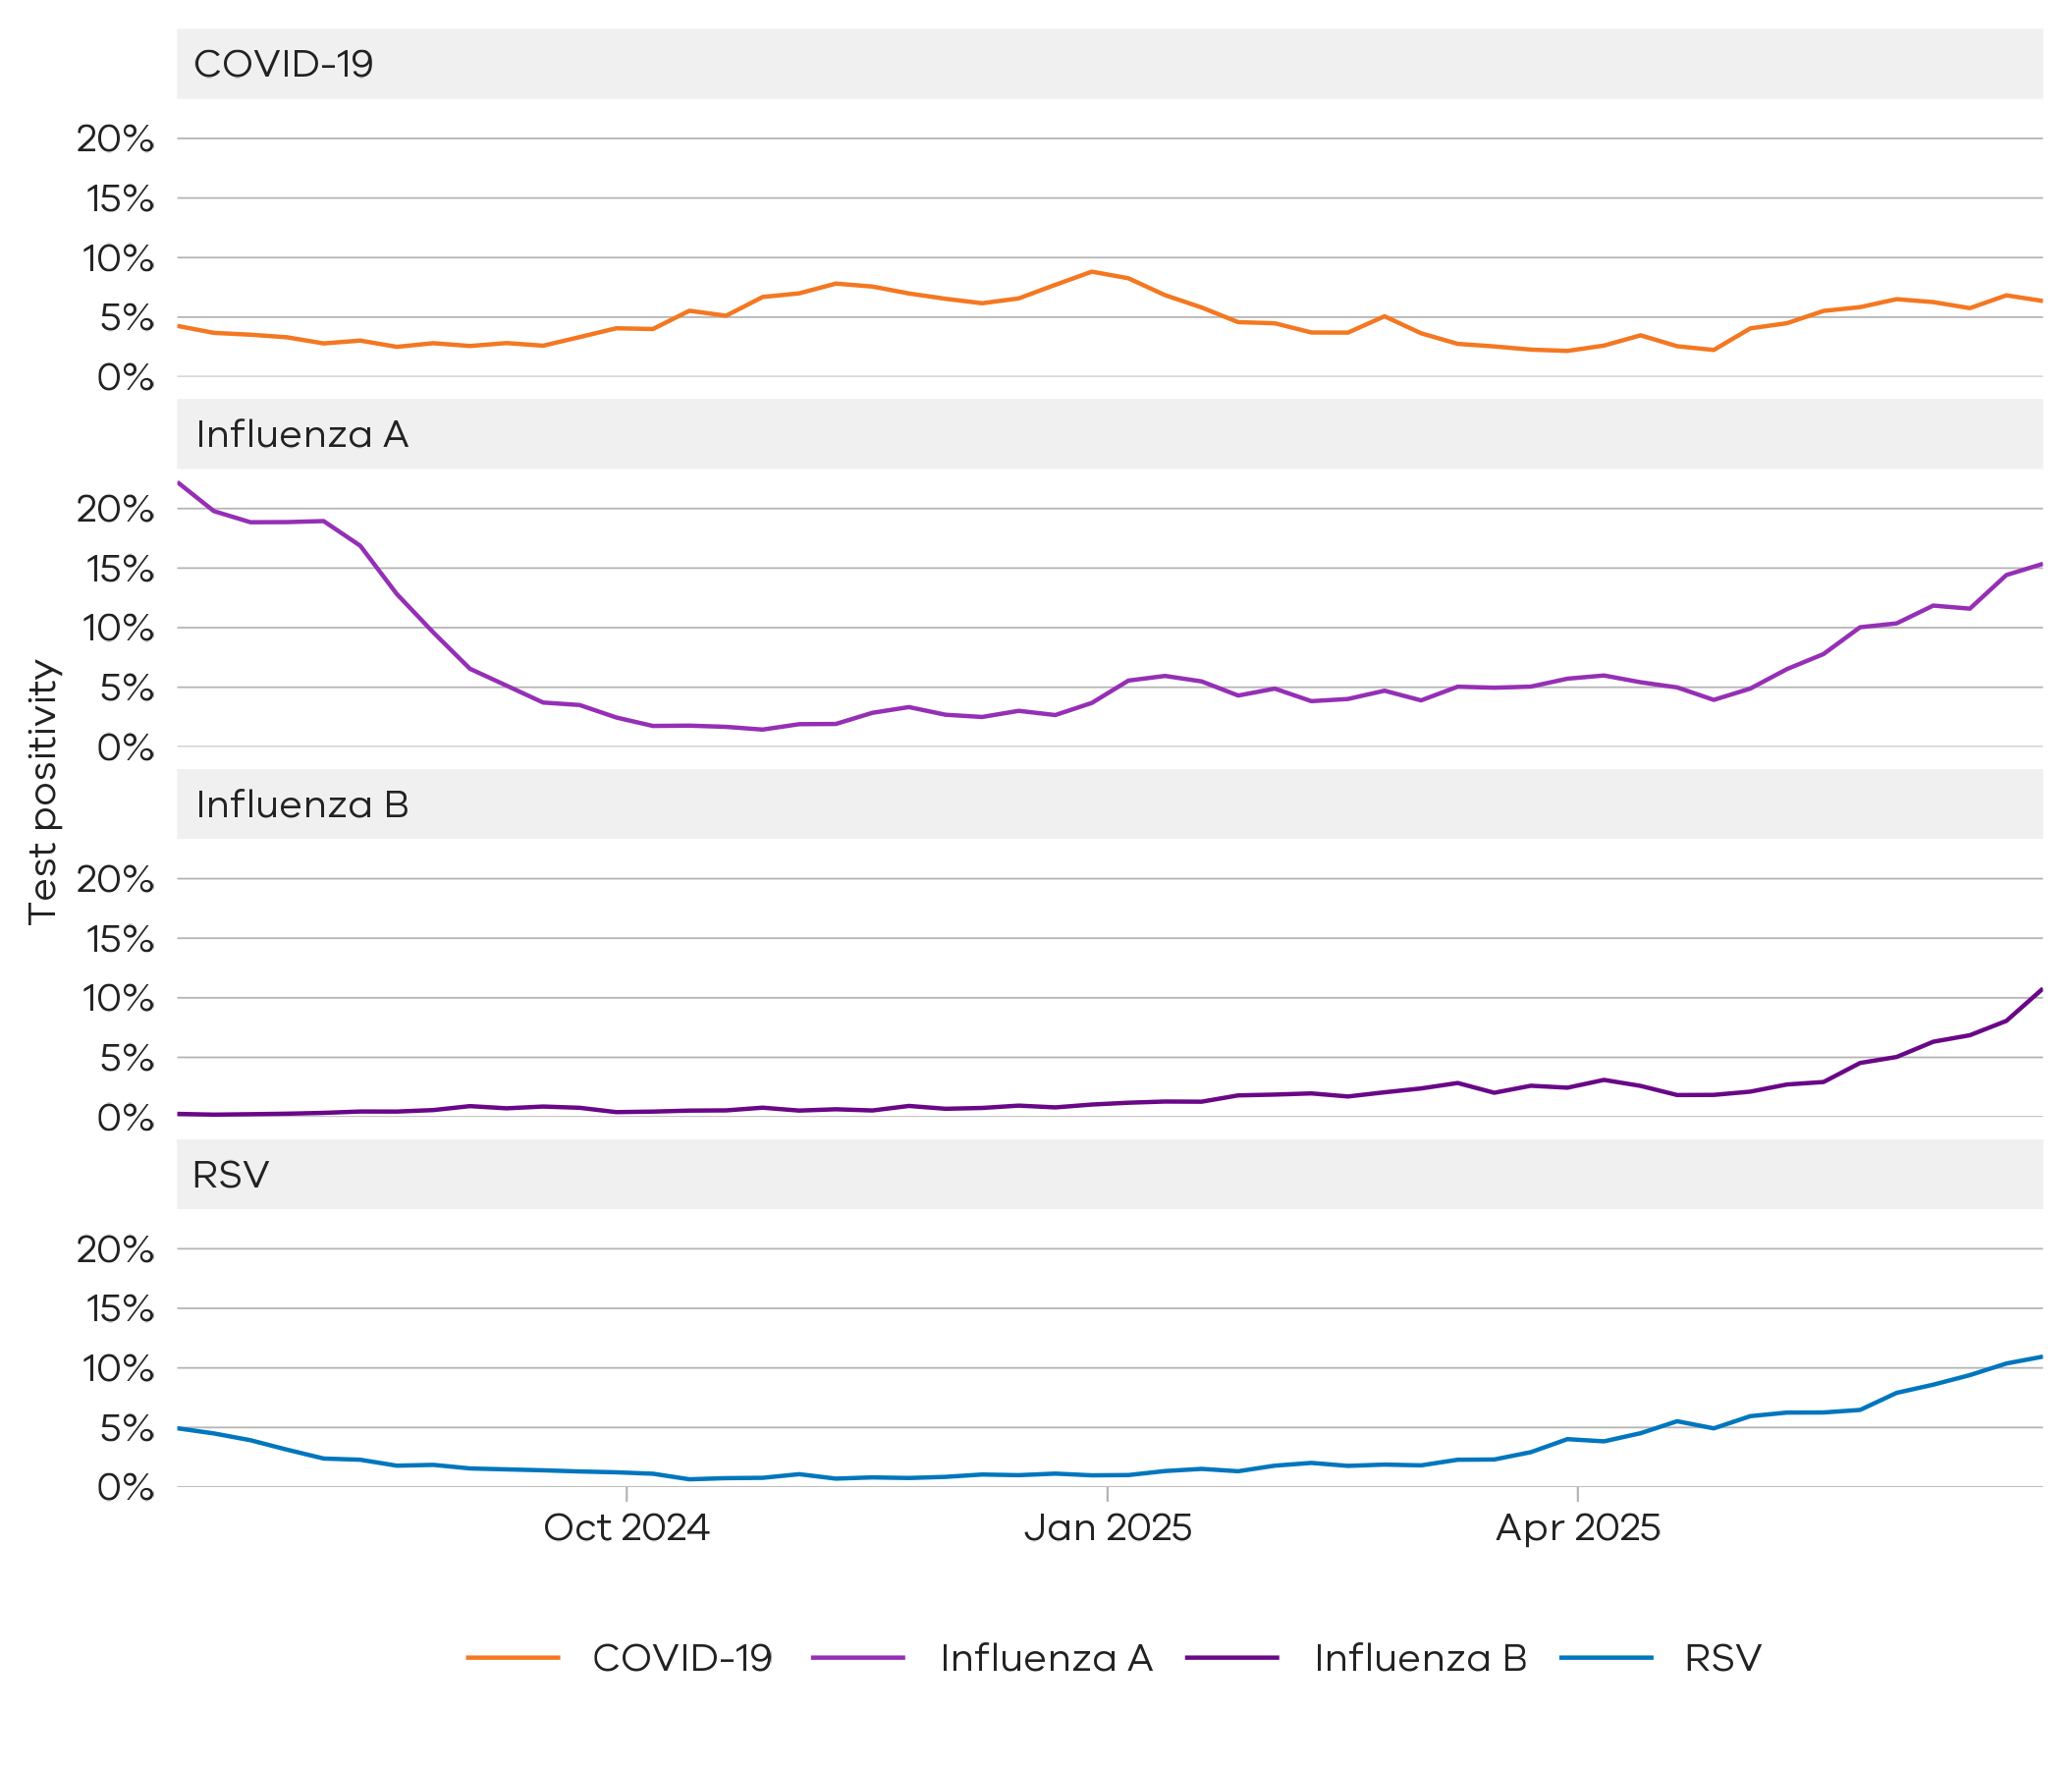 COVID-19
20%
15%
10%
5%
0%
Influenza A
20%
15%
10%
5%
0%
Influenza B
20%
15%
10%
5%
0%
RSV
20%
15%
10%
5%
0%
Test positivity
Oct 2024 Jan 2025 Apr 2025
COVID-19 Influenza A Influenza B RSV